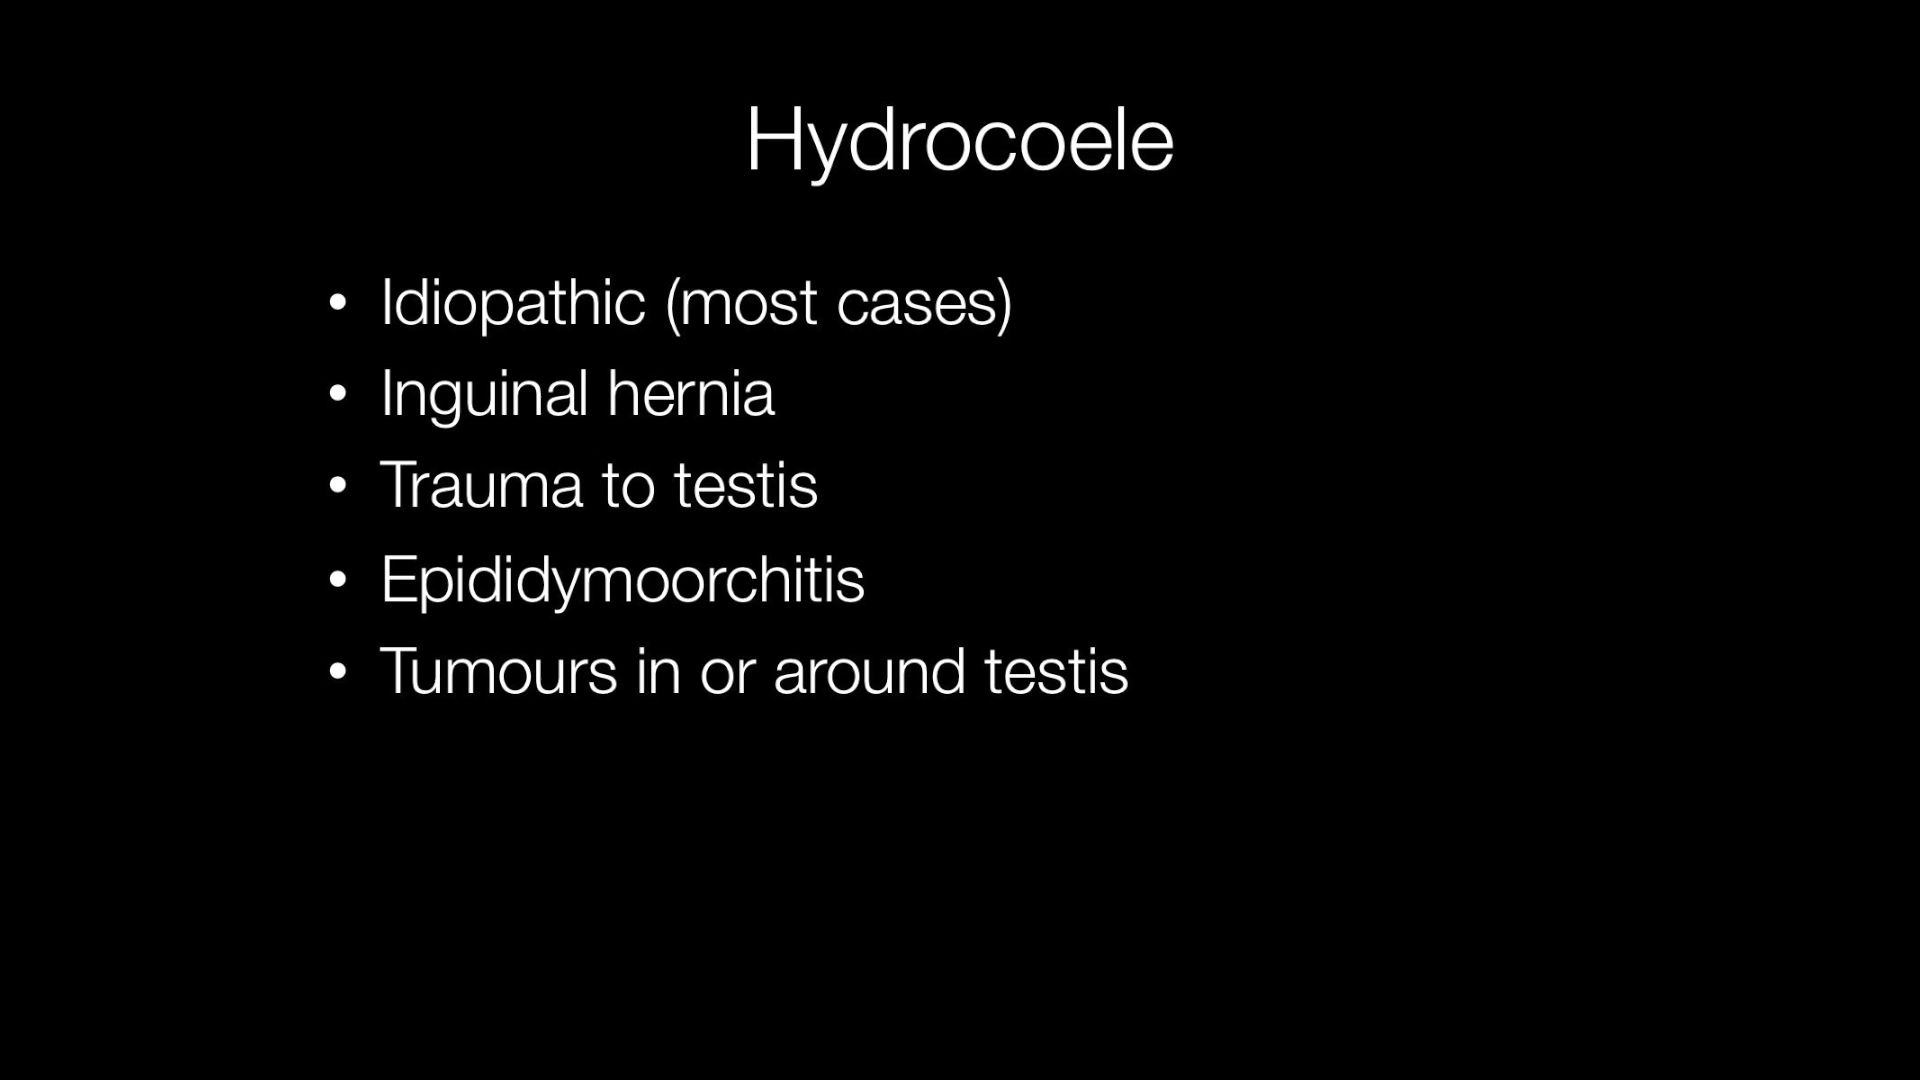 Hydrocoele
• Idiopathic (most cases)
• Inguinal hernia
• Trauma to testis
• Epididymoorchitis
• Tumours in or around testis